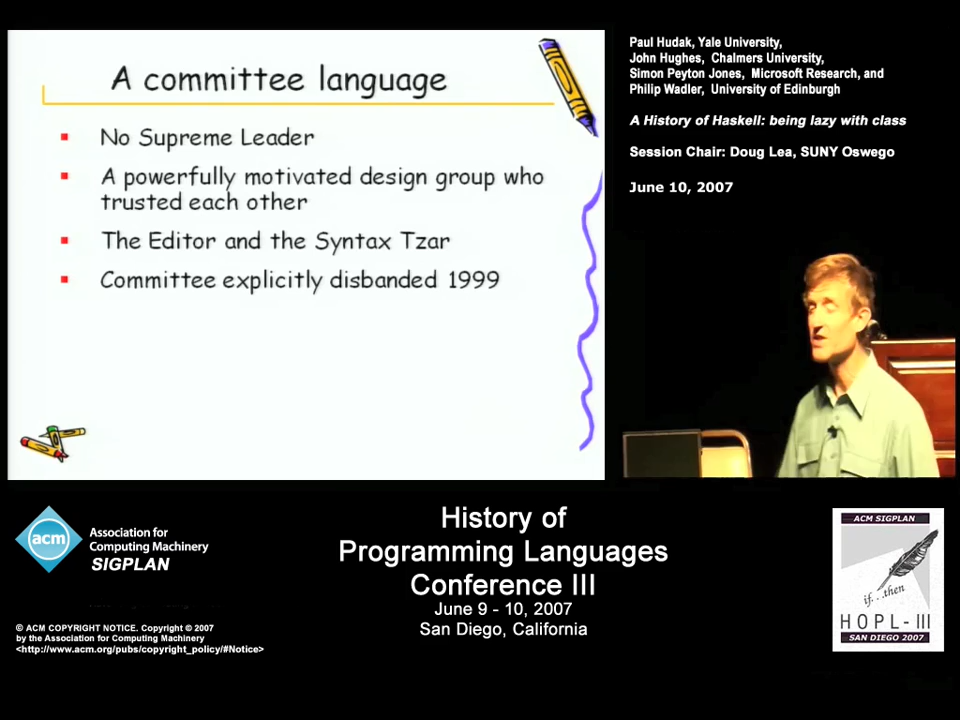 A committee language
No Supreme Leader
A powerfully motivated design group who
trusted each other
The Editor and the Syntax Tzar
Committee explicitly disbanded 1999
Paul Hudak, Yale University,
John Hughes, Chalmers University,
Simon Peyton Jones, Microsoft Research, and
Philip Wadler, University of Edinburgh
A History of Haskell: being lazy with class
Session Chair: Doug Lea, SUNY Oswego
June 10, 2007
acm
Association for
Computing Machinery
SIGPLAN
© ACM COPYRIGHT NOTICE. Copyright © 2007
by the Association for Computing Machinery
<http://www.acm.org/pubs/copyright_policy/#Notice>
History of
Programming Languages
Conference III
June 9 - 10, 2007
San Diego, California
ACM SIGPLAN
if...then
HOPL-III
SAN DIEGO 2007